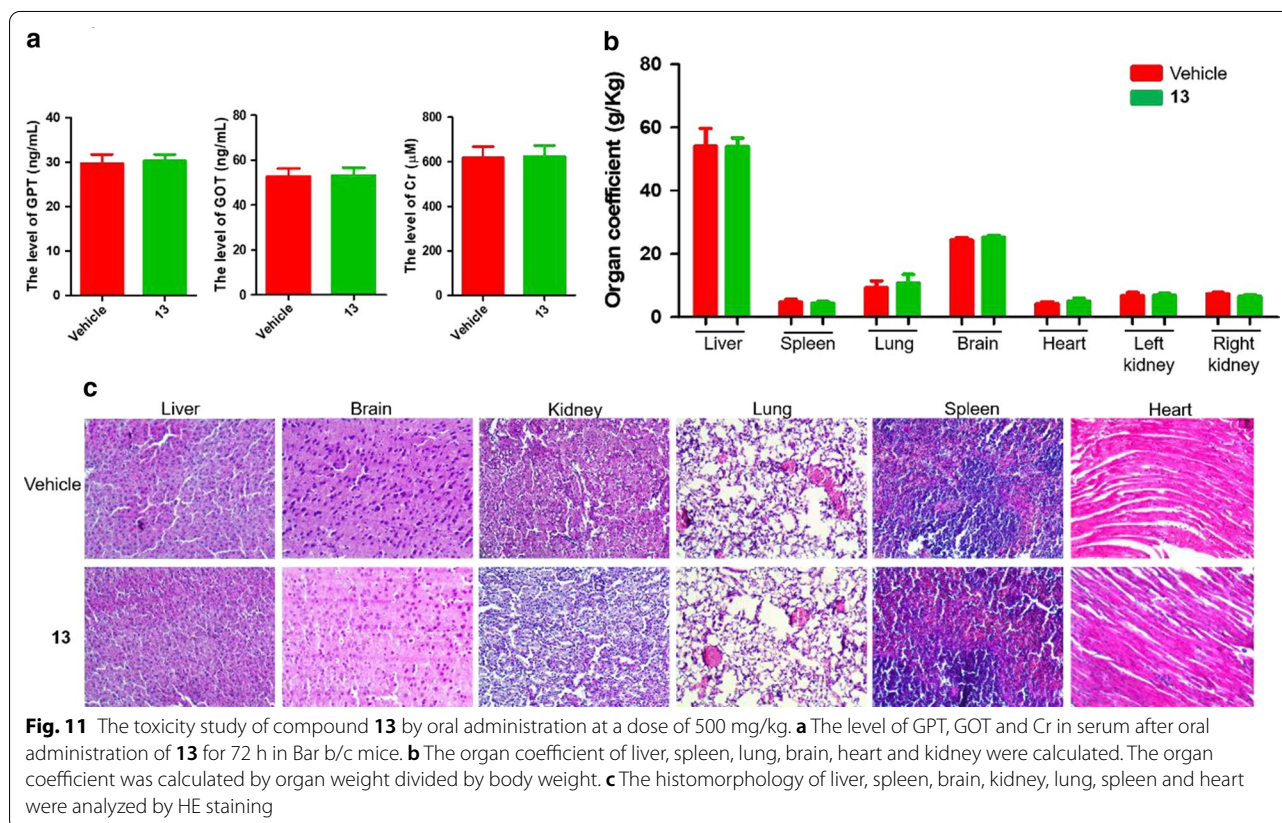 a
The level of GPT (ng/mL)
40
30
20
10
0
Vehicle
13
The level of GOT (ng/mL)
80
60
40
20
0
Vehicle
13
The level of Cr (μM)
800
600
400
200
0
Vehicle
13
b
Organ coefficient (g/Kg)
80
60
40
20
0
Vehicle
13
Liver
Spleen
Lung
Brain
Heart
Left
kidney
Right
kidney
c
Liver
Brain
Kidney
Lung
Spleen
Heart
Vehicle
13
Fig. 11 The toxicity study of compound 13 by oral administration at a dose of 500 mg/kg. a The level of GPT, GOT and Cr in serum after oral
administration of 13 for 72 h in Bar b/c mice. b The organ coefficient of liver, spleen, lung, brain, heart and kidney were calculated. The organ
coefficient was calculated by organ weight divided by body weight. c The histomorphology of liver, spleen, brain, kidney, lung, spleen and heart
were analyzed by HE staining